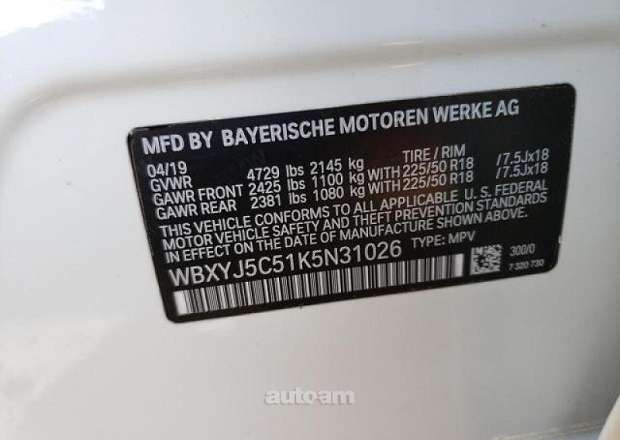 MFD BY BAYERISCHE MOTOREN WERKE AG
04/19 TIRE / RIM
GVWR 4729 lbs 2145 kg
GAWR FRONT 2425 lbs 1100 kg WITH 225/50 R18 /7.5Jx18
GAWR REAR 2381 lbs 1080 kg WITH 225/50 R18 /7.5Jx18
THIS VEHICLE CONFORMS TO ALL APPLICABLE U.S. FEDERAL
MOTOR VEHICLE SAFETY AND THEFT PREVENTION STANDARDS
IN EFFECT ON THE DATE OF MANUFACTURE SHOWN ABOVE.
WBXYJ5C51K5N31026 TYPE: MPV
300/0
7 320 730
auto-am